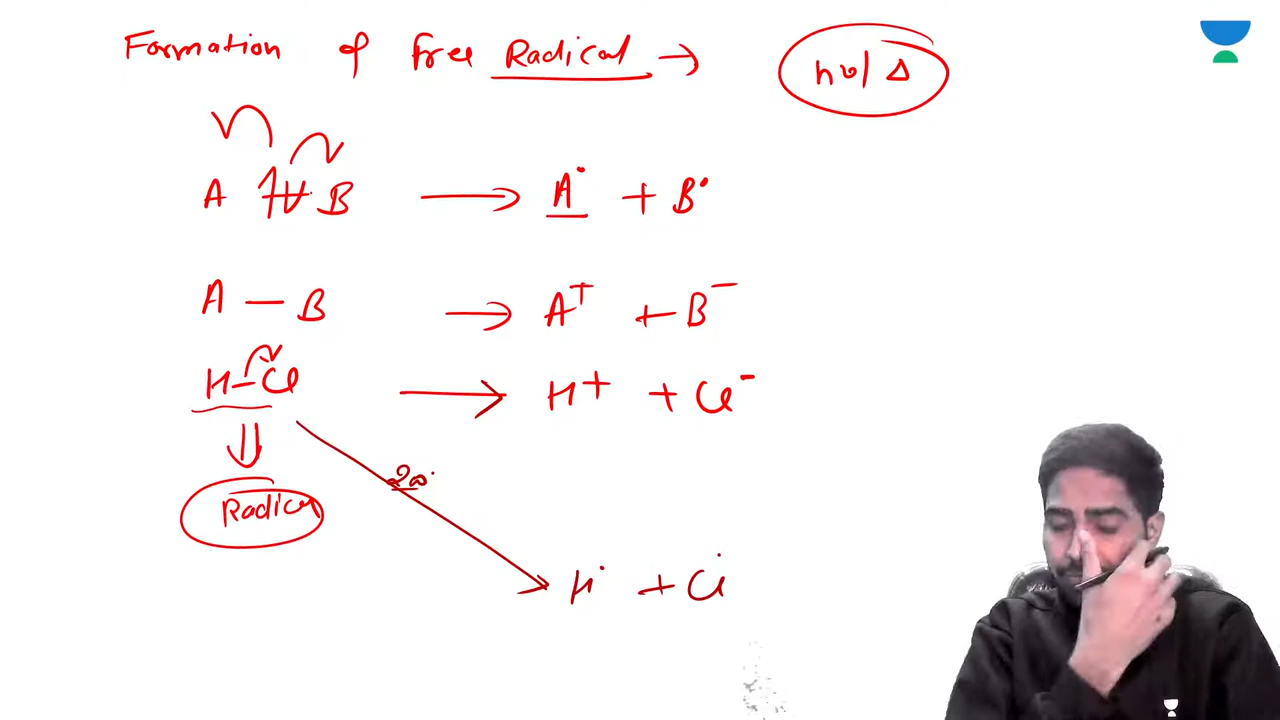 Formation of free Radical → hν/Δ
A B ⟶ A• + B•
A — B → A⁺ + B⁻
H–Cl ⟶ H⁺ + Cl⁻
⇓
Radical
H• + Cl•